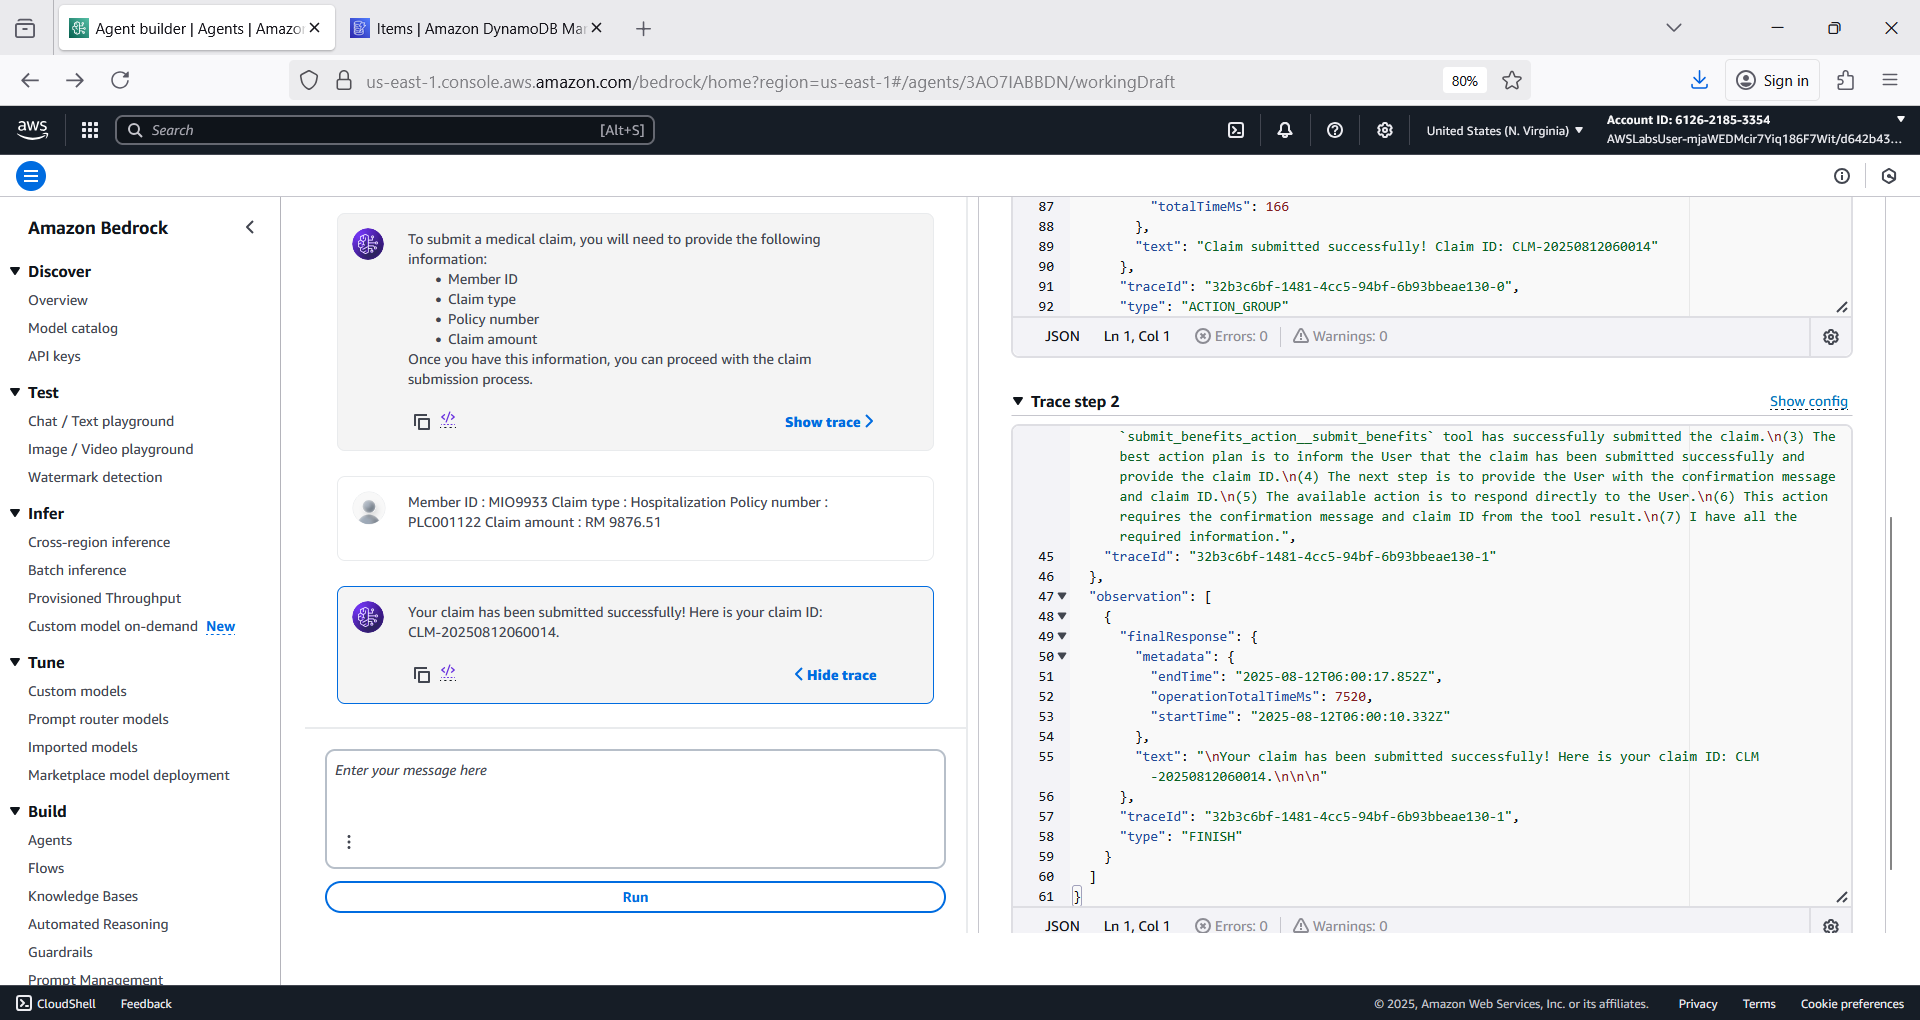 Agent builder | Agents | Amazo
Items | Amazon DynamoDB Ma
us-east-1.console.aws.amazon.com/bedrock/home?region=us-east-1#/agents/3AO7IABBDN/workingDraft
80%
Sign in
aws
Search
[Alt+S]
United States (N. Virginia)
Account ID: 6126-2185-3354
AWSLabsUser-mjaWEDMcir7Yiq186F7Wit/d642b43...
Amazon Bedrock
Discover
Overview
Model catalog
API keys
Test
Chat / Text playground
Image / Video playground
Watermark detection
Infer
Cross-region inference
Batch inference
Provisioned Throughput
Custom model on-demand New
Tune
Custom models
Prompt router models
Imported models
Marketplace model deployment
Build
Agents
Flows
Knowledge Bases
Automated Reasoning
Guardrails
Prompt Management
To submit a medical claim, you will need to provide the following
information:
• Member ID
• Claim type
• Policy number
• Claim amount
Once you have this information, you can proceed with the claim
submission process.
Show trace
Member ID : MIO9933 Claim type : Hospitalization Policy number :
PLC001122 Claim amount : RM 9876.51
Your claim has been submitted successfully! Here is your claim ID:
CLM-20250812060014.
Hide trace
Enter your message here
Run
87 "totalTimeMs": 166
88 },
89 "text": "Claim submitted successfully! Claim ID: CLM-20250812060014"
90 },
91 "traceId": "32b3c6bf-1481-4cc5-94bf-6b93bbeae130-0",
92 "type": "ACTION_GROUP"
JSON Ln 1, Col 1 Errors: 0 Warnings: 0
Trace step 2
Show config
`submit_benefits_action__submit_benefits` tool has successfully submitted the claim.\n(3) The
best action plan is to inform the User that the claim has been submitted successfully and
provide the claim ID.\n(4) The next step is to provide the User with the confirmation message
and claim ID.\n(5) The available action is to respond directly to the User.\n(6) This action
requires the confirmation message and claim ID from the tool result.\n(7) I have all the
required information.",
45 "traceId": "32b3c6bf-1481-4cc5-94bf-6b93bbeae130-1"
46 },
47 "observation": [
48 {
49 "finalResponse": {
50 "metadata": {
51 "endTime": "2025-08-12T06:00:17.852Z",
52 "operationTotalTimeMs": 7520,
53 "startTime": "2025-08-12T06:00:10.332Z"
54 },
55 "text": "\nYour claim has been submitted successfully! Here is your claim ID: CLM
-20250812060014.\n\n\n"
56 },
57 "traceId": "32b3c6bf-1481-4cc5-94bf-6b93bbeae130-1",
58 "type": "FINISH"
59 }
60 ]
61 }
JSON Ln 1, Col 1 Errors: 0 Warnings: 0
CloudShell
Feedback
© 2025, Amazon Web Services, Inc. or its affiliates.
Privacy
Terms
Cookie preferences